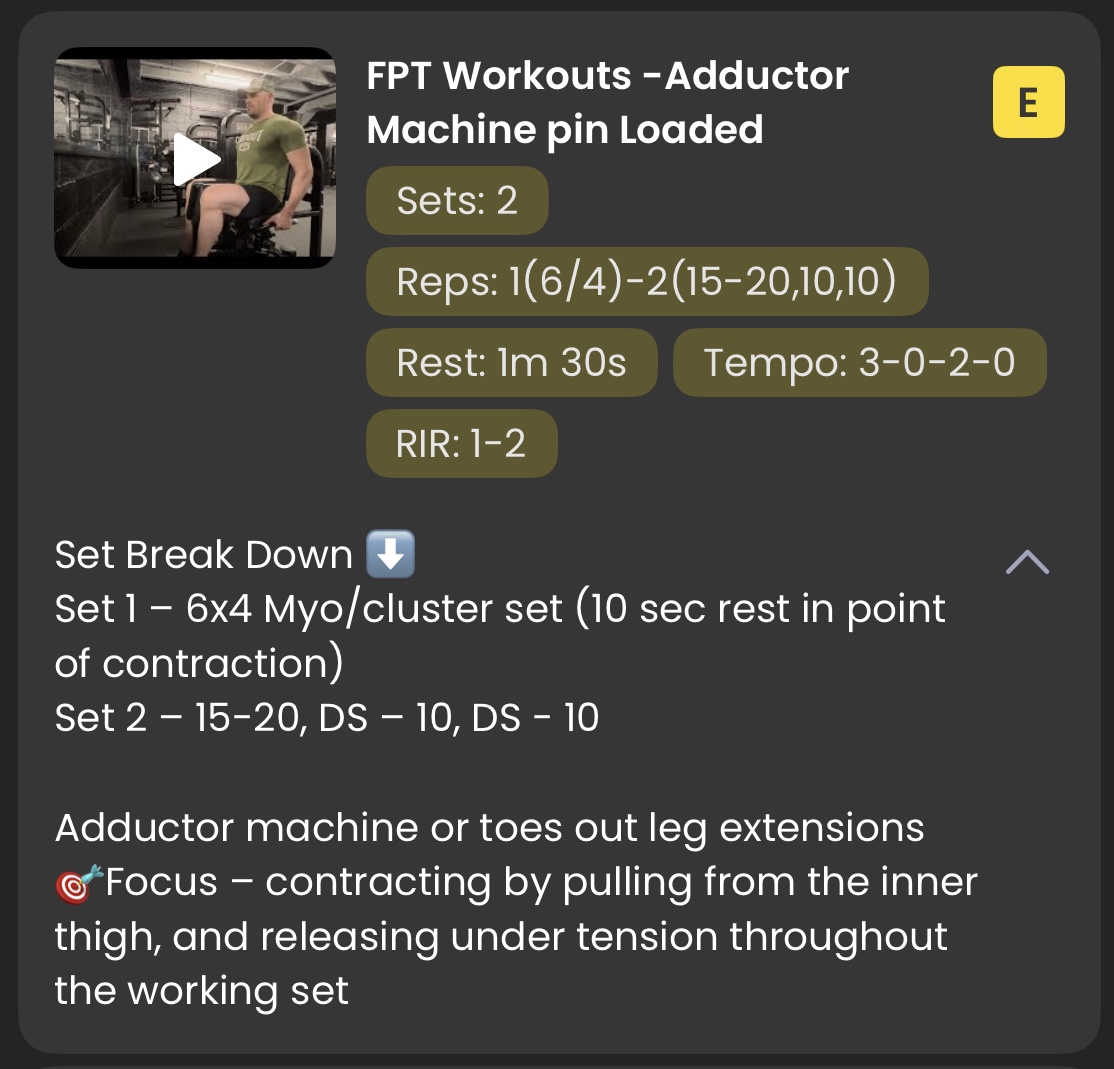 FPT Workouts -Adductor
Machine pin Loaded
E
Sets: 2
Reps: 1(6/4)-2(15-20,10,10)
Rest: 1m 30s
Tempo: 3-0-2-0
RIR: 1-2
Set Break Down ⬇️
Set 1 – 6x4 Myo/cluster set (10 sec rest in point
of contraction)
Set 2 – 15-20, DS – 10, DS - 10
Adductor machine or toes out leg extensions
🎯Focus – contracting by pulling from the inner
thigh, and releasing under tension throughout
the working set